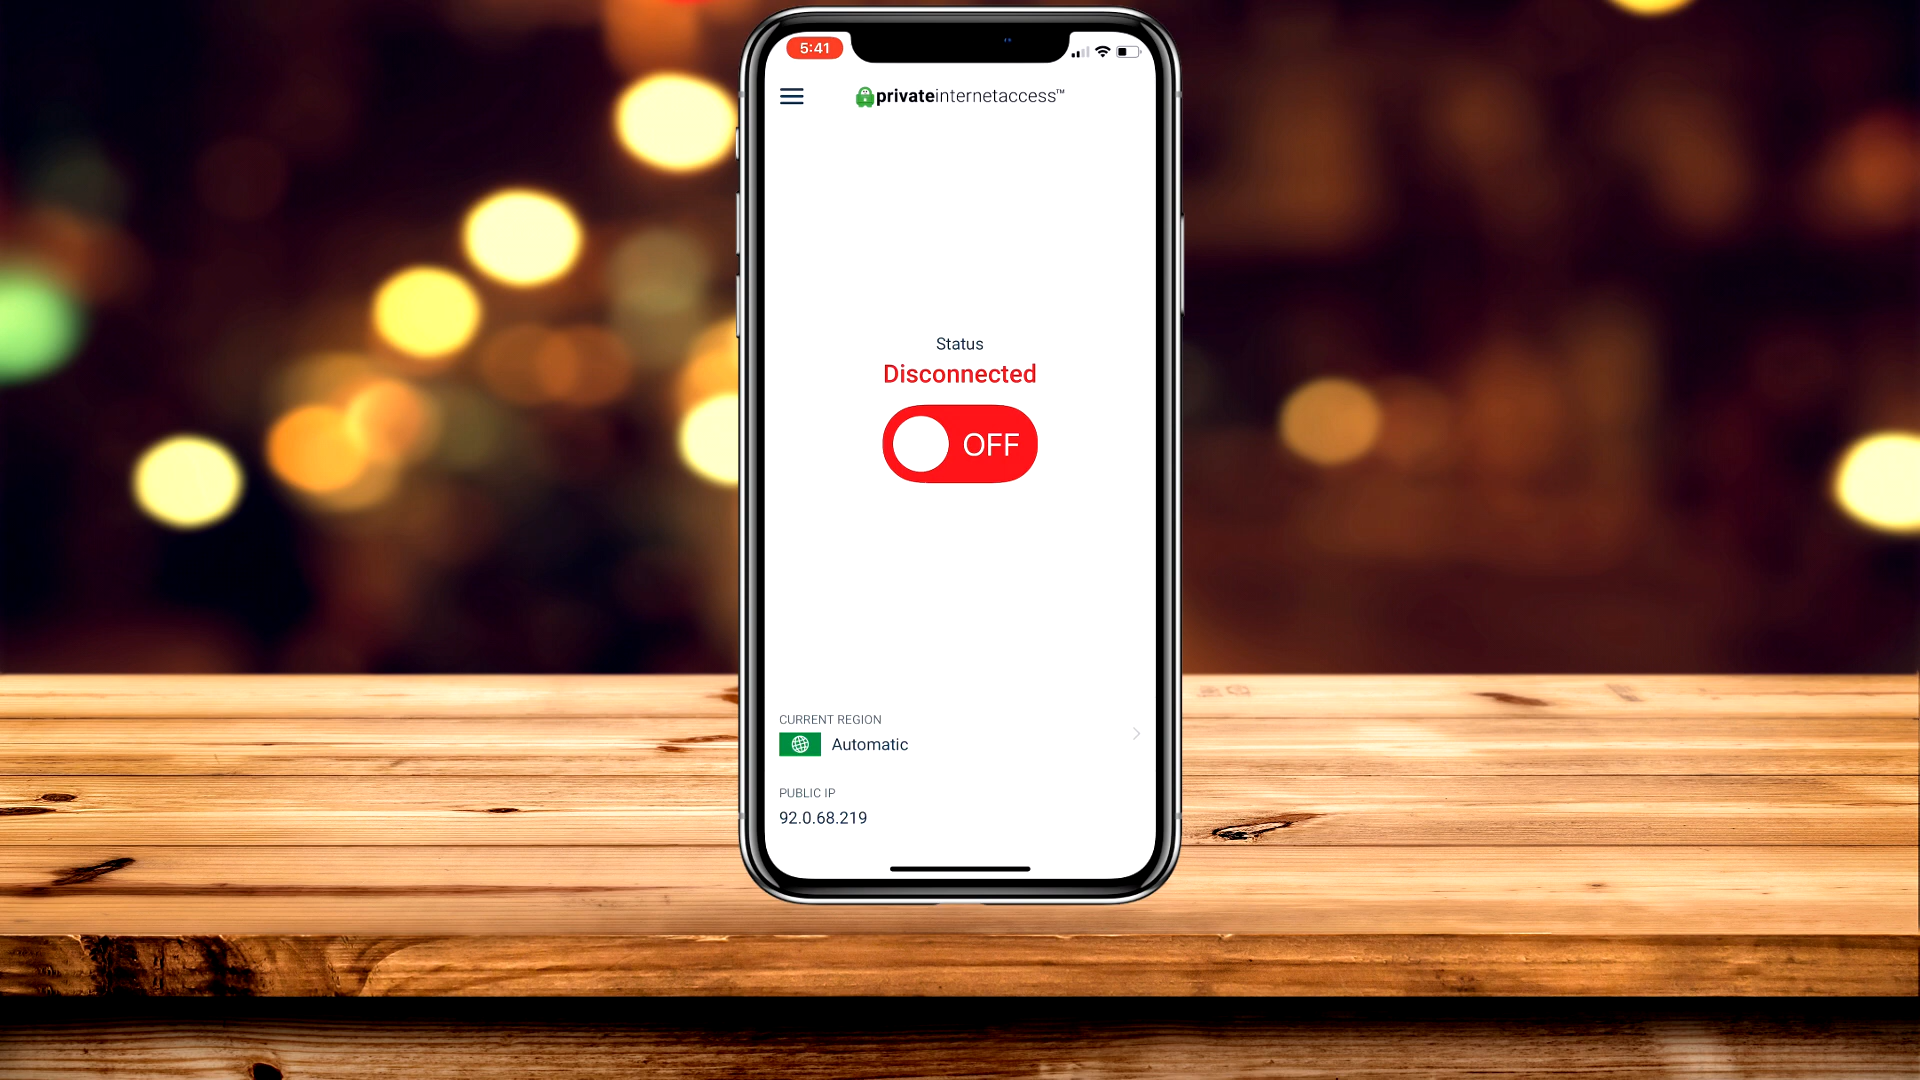 5:41
privateinternetaccess™
Status
Disconnected
OFF
CURRENT REGION
Automatic
PUBLIC IP
92.0.68.219